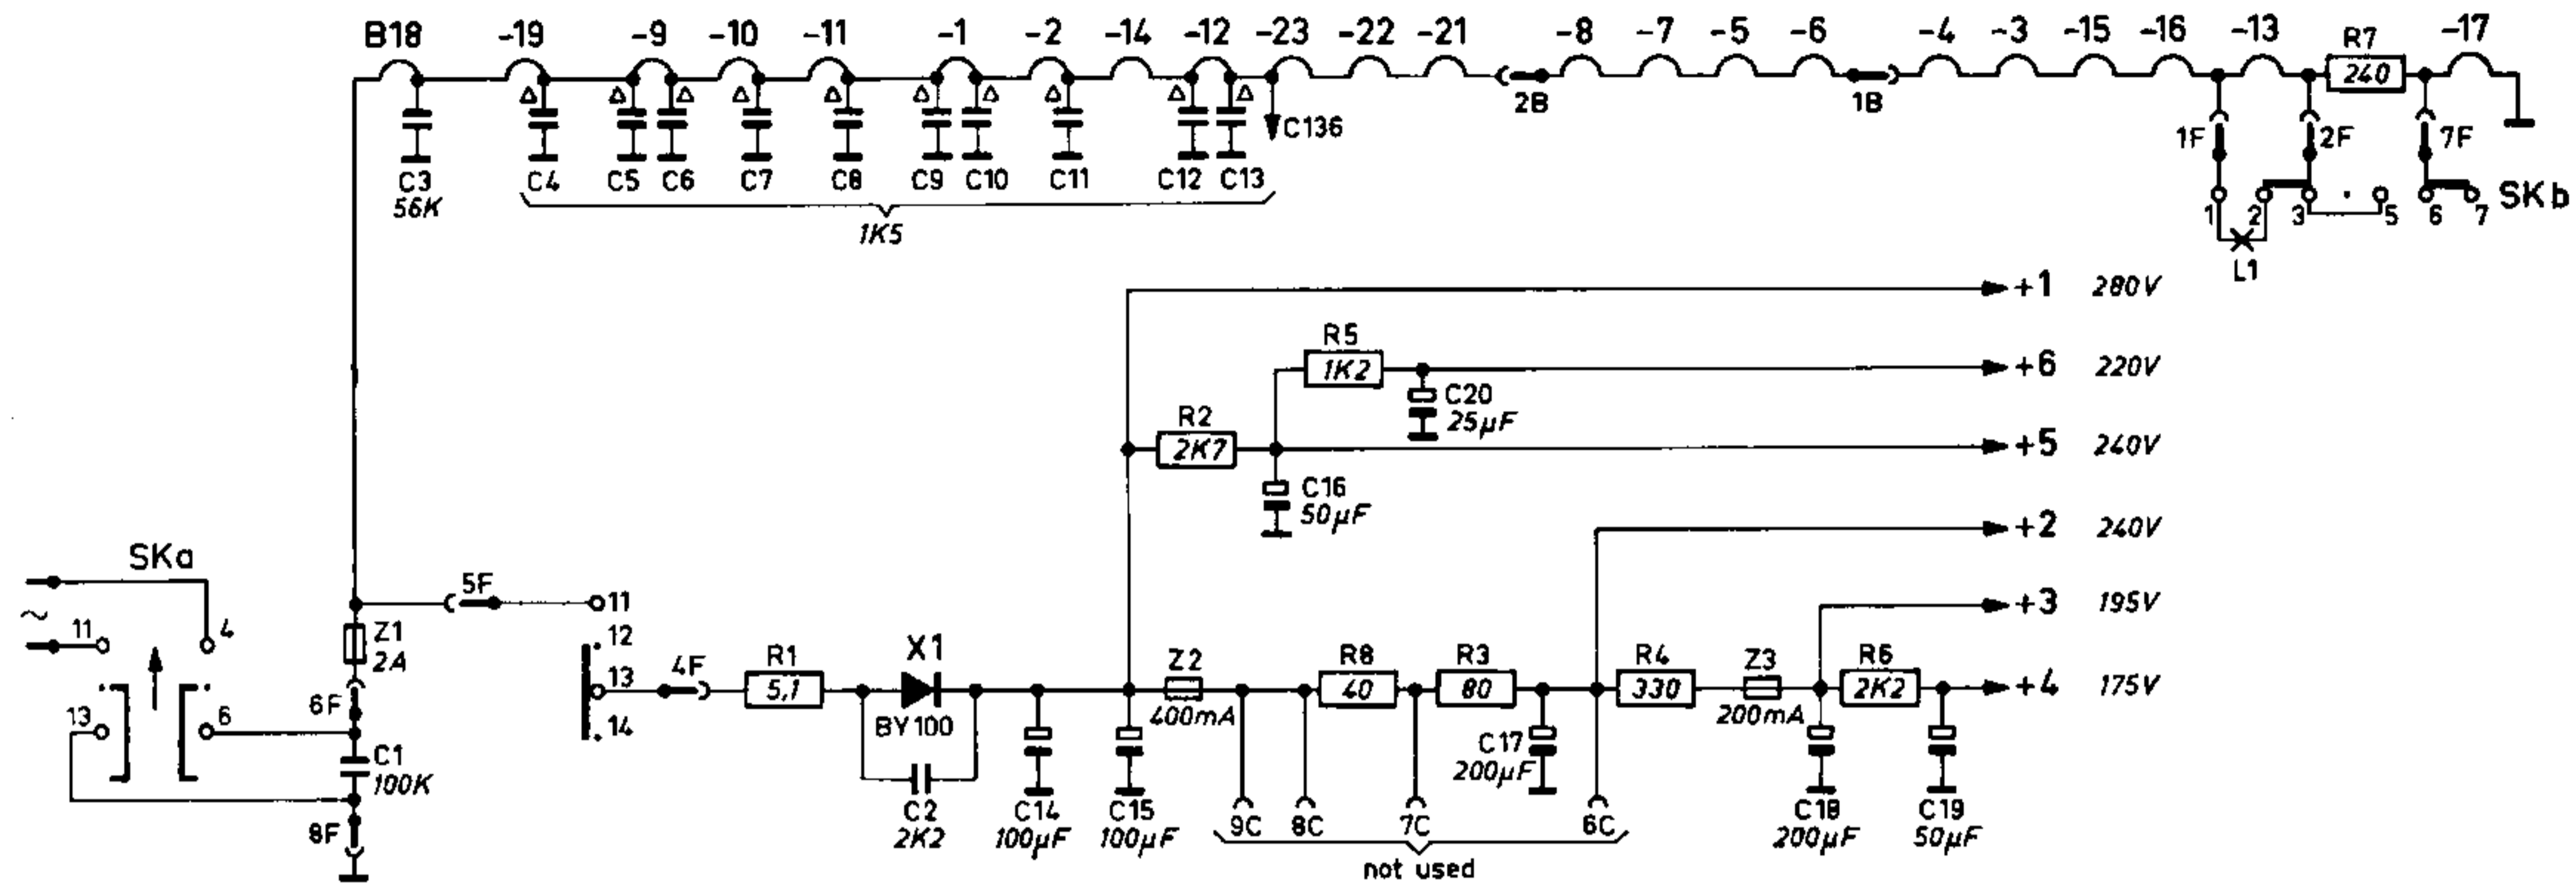 B18 -19 -9 -10 -11 -1 -2 -14 -12 -23 -22 -21 -8 -7 -5 -6 -4 -3 -15 -16 -13 R7 -17
240
Δ Δ Δ Δ Δ Δ Δ Δ Δ Δ
C136 2B 1B
1F 2F 7F
C3 C4 C5 C6 C7 C8 C9 C10 C11 C12 C13
56K
1K5
1 2 3 5 6 7 SKb
L1
+1 280V
R5
1K2 +6 220V
C20
25µF
R2
2K7 +5 240V
C16
50µF
+2 240V
SKa
5F 11
+3 195V
~ 11 4 Z1
2A
12
13
14
4F R1 X1 Z2 R8 R3 R4 Z3 R6
5,1 40 80 330 2K2 +4 175V
BY100 400mA 200mA
13 6 6F
C1
100K
C17
200µF
8F
C2 C14 C15 9C 8C 7C 6C C18 C19
2K2 100µF 100µF 200µF 50µF
not used